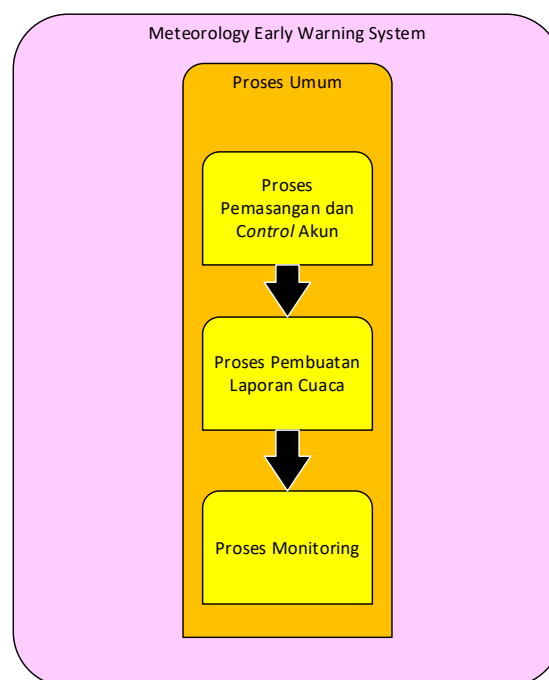 Meteorology Early Warning System
Proses Umum
Proses
Pemasangan dan
Control Akun
Proses Pembuatan
Laporan Cuaca
Proses Monitoring